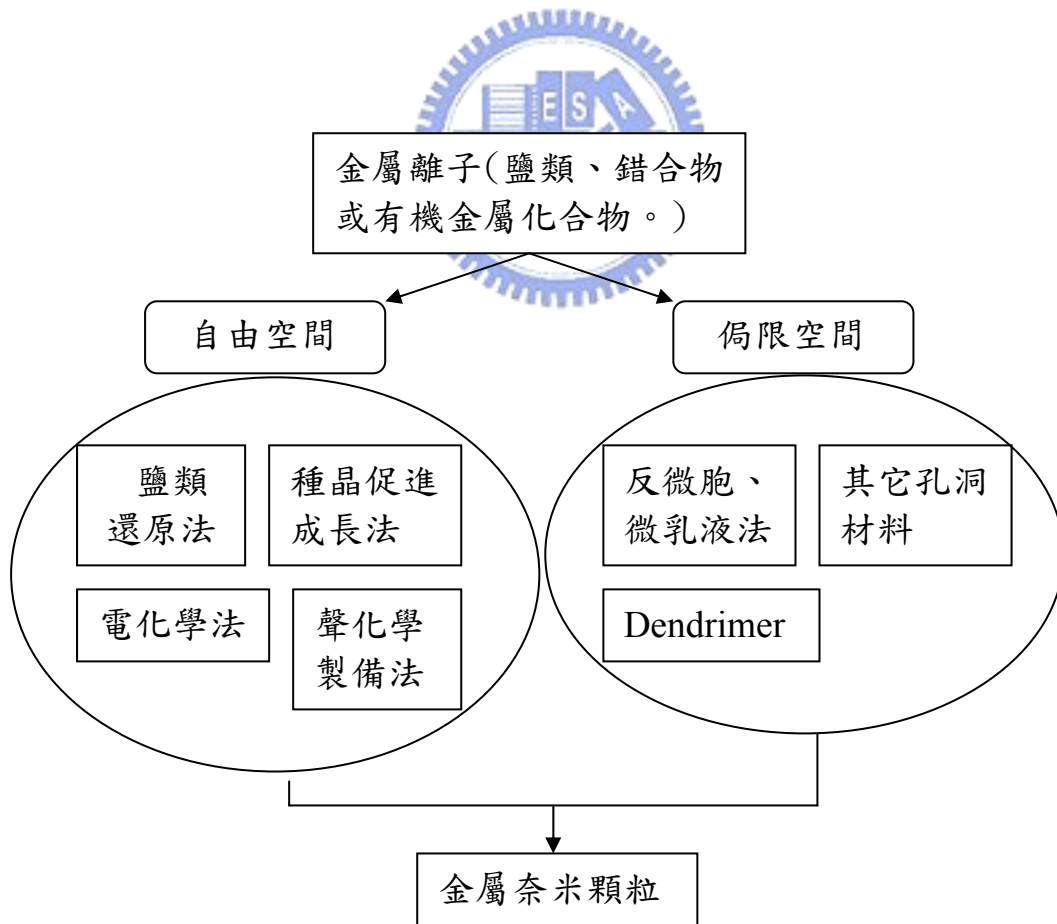 ESA
金屬離子(鹽類、錯合物
或有機金屬化合物。)
自由空間
侷限空間
鹽類
還原法
種晶促進
成長法
電化學法
聲化學
製備法
反微胞、
微乳液法
其它孔洞
材料
Dendrimer
金屬奈米顆粒